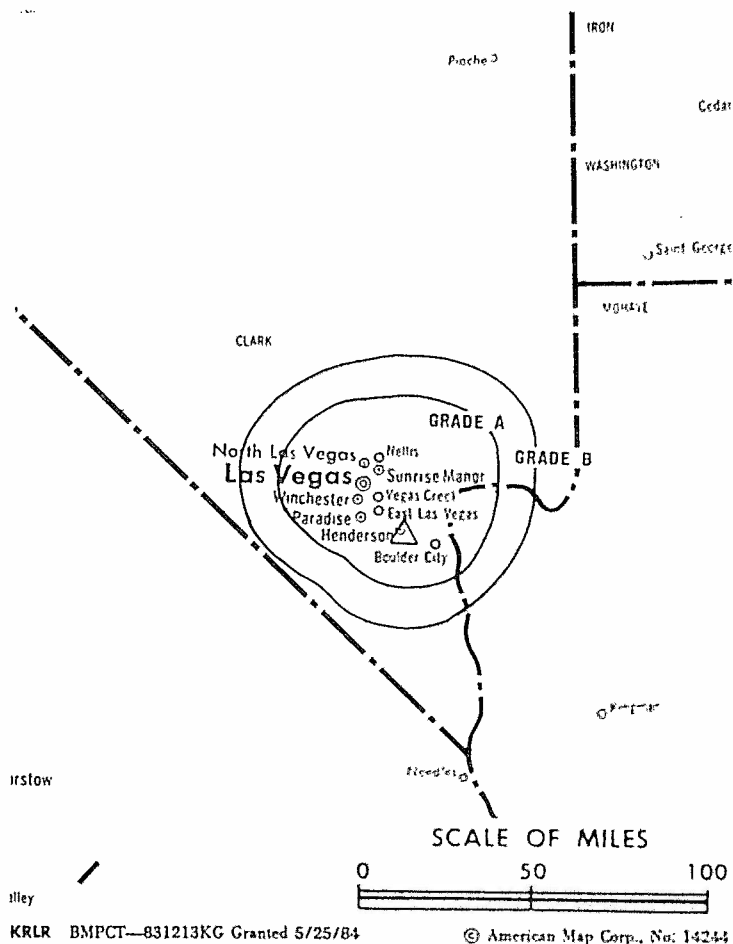 IRON
Pioche
Cedar
WASHINGTON
Saint George
MOHAVE
CLARK
GRADE A
North Las Vegas
Nellis
GRADE B
Las Vegas
Sunrise Manor
Winchester
Vegas Creek
Paradise
East Las Vegas
Henderson
Boulder City
Kingman
Needles
rstow
lley
SCALE OF MILES
0 50 100
KRLR BMPCT—831213KG Granted 5/25/84 © American Map Corp., No: 14244